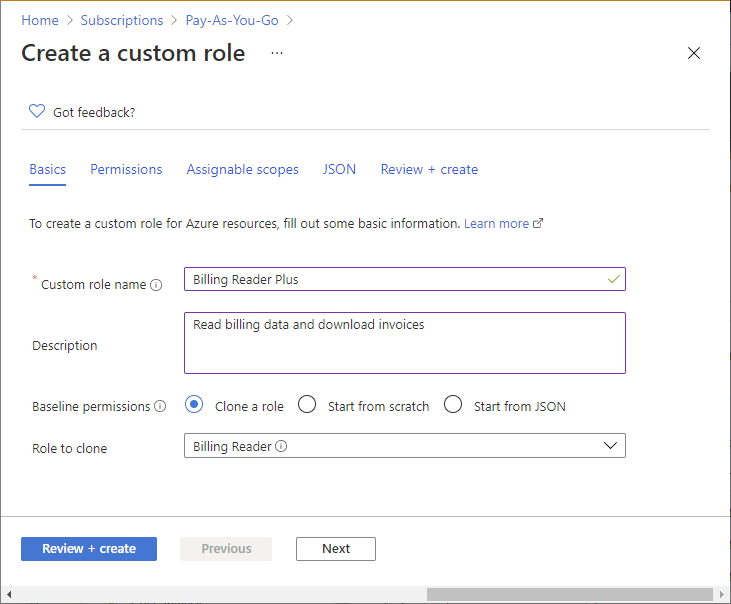 Home > Subscriptions > Pay-As-You-Go >
Create a custom role ...
Got feedback?
Basics Permissions Assignable scopes JSON Review + create
To create a custom role for Azure resources, fill out some basic information. Learn more
* Custom role name Billing Reader Plus
Description Read billing data and download invoices
Baseline permissions Clone a role Start from scratch Start from JSON
Role to clone Billing Reader
Review + create Previous Next